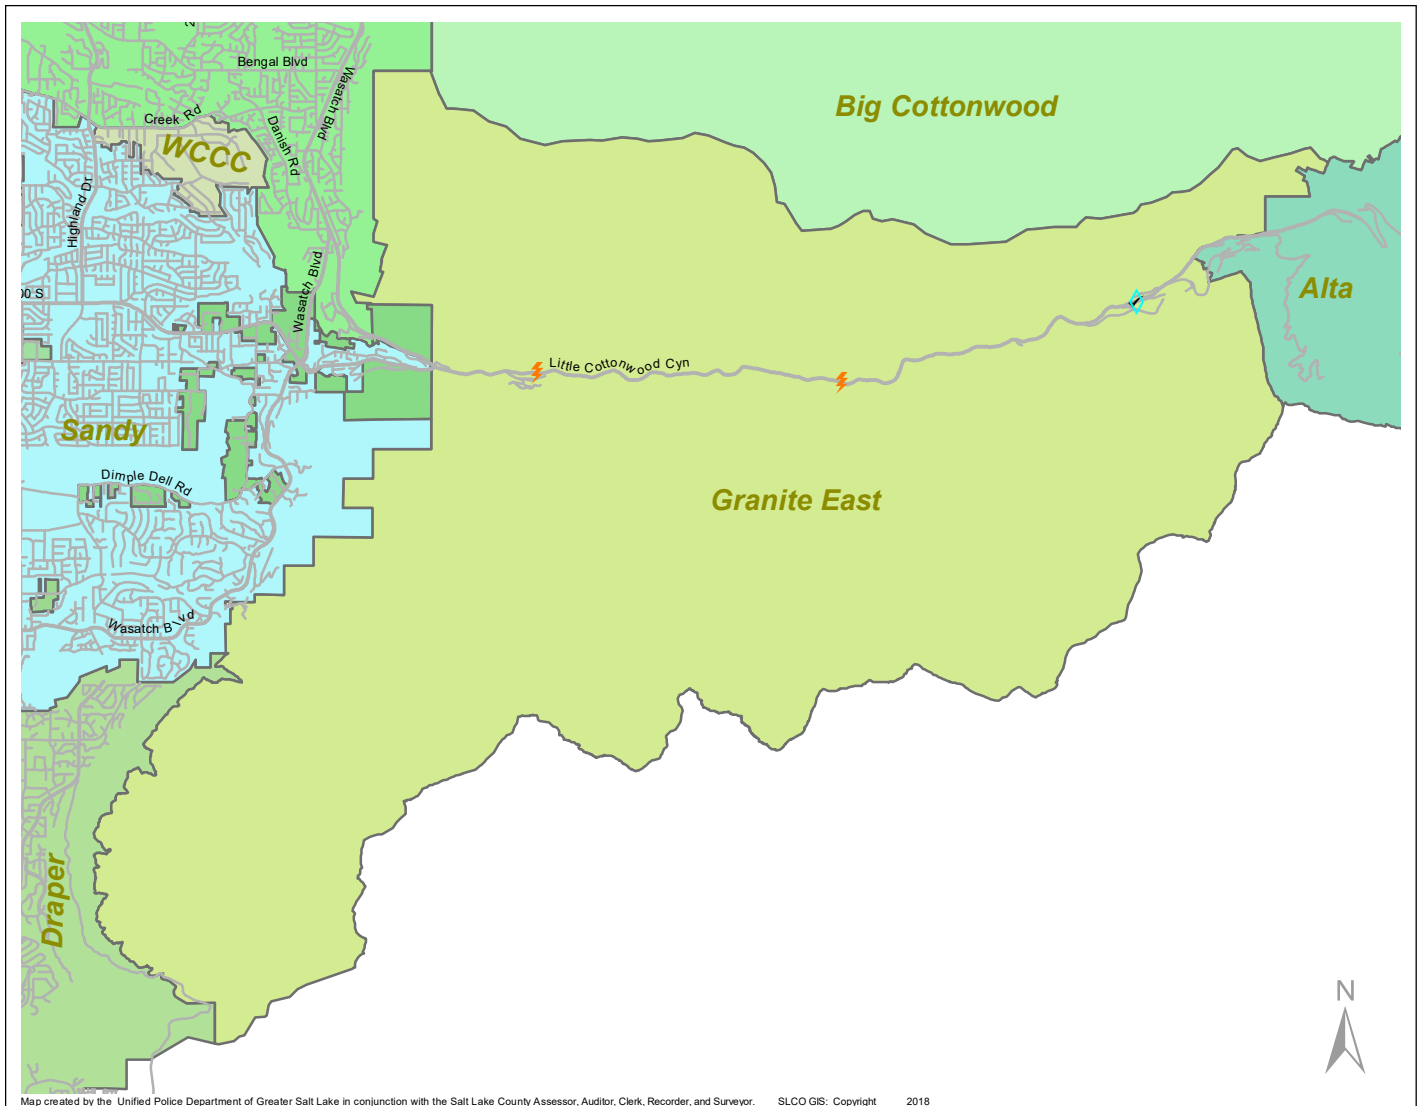 Bengal Blvd
Wasatch Blvd
Big Cottonwood
Creek Rd
Danish Rd
WCCC
Highland Dr
Wasatch Blvd
00 S
Alta
Little Cottonwood Cyn
Sandy
Dimple Dell Rd
Granite East
Wasatch Blvd
Draper
N
Map created by the Unified Police Department of Greater Salt Lake in conjunction with the Salt Lake County Assessor, Auditor, Clerk, Recorder, and Surveyor. SLCO GIS: Copyright 2018